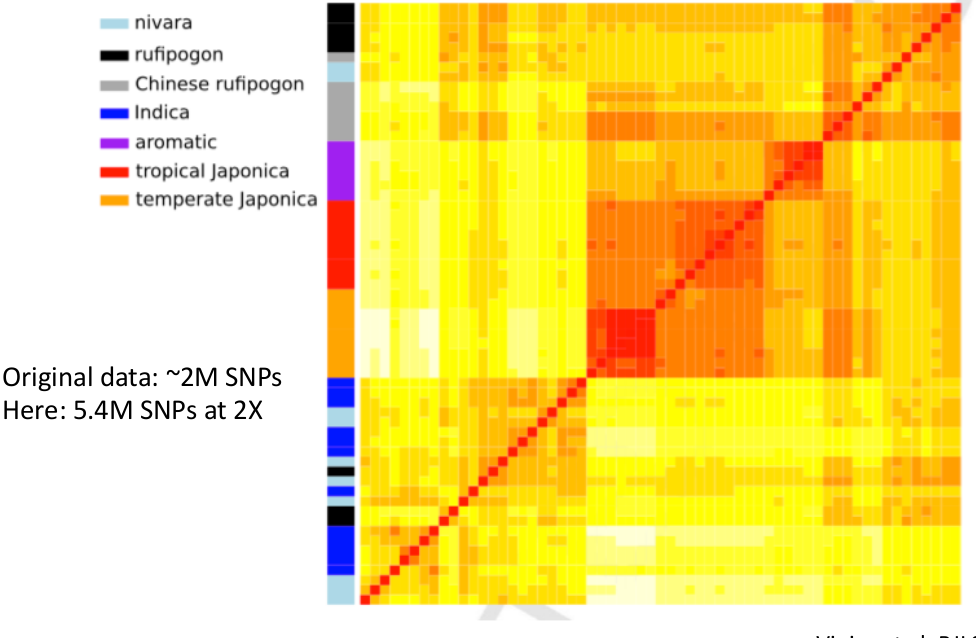 nivara
rufipogon
Chinese rufipogon
Indica
aromatic
tropical Japonica
temperate Japonica
Original data: ~2M SNPs
Here: 5.4M SNPs at 2X